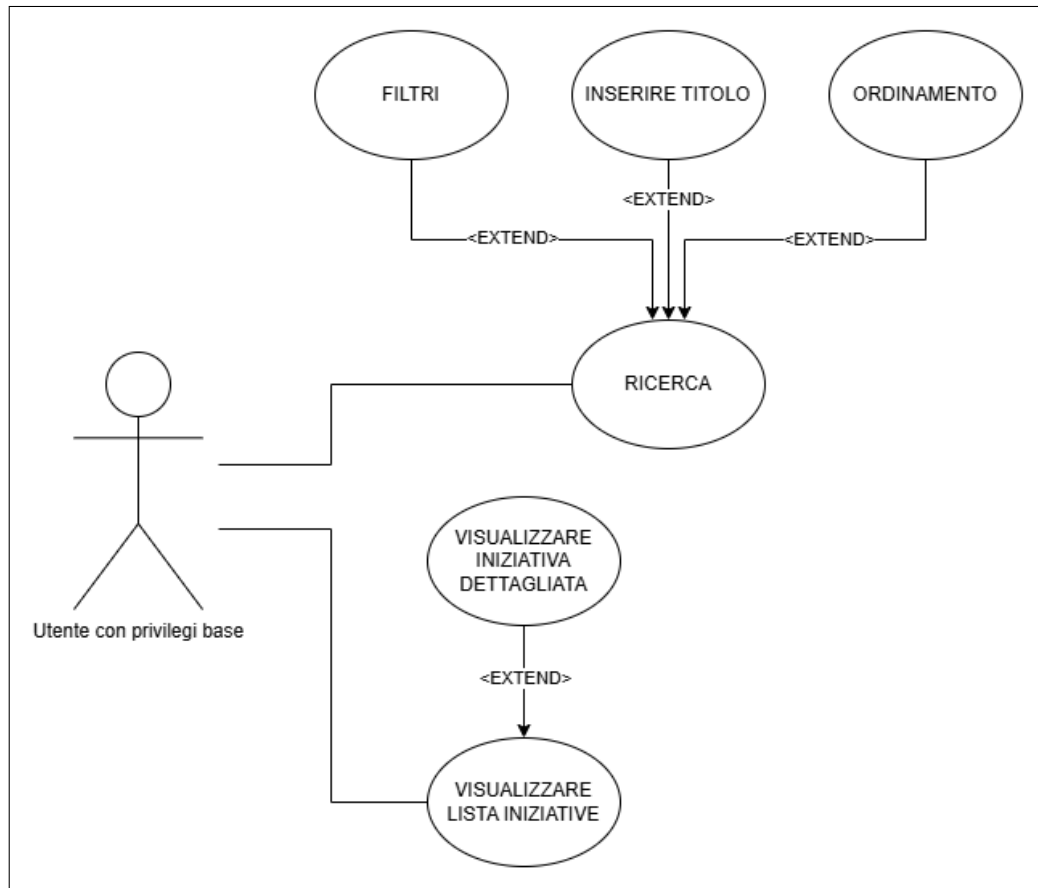 FILTRI
INSERIRE TITOLO
ORDINAMENTO
<EXTEND>
<EXTEND>
<EXTEND>
RICERCA
VISUALIZZARE
INIZIATIVA
DETTAGLIATA
Utente con privilegi base
<EXTEND>
VISUALIZZARE
LISTA INIZIATIVE